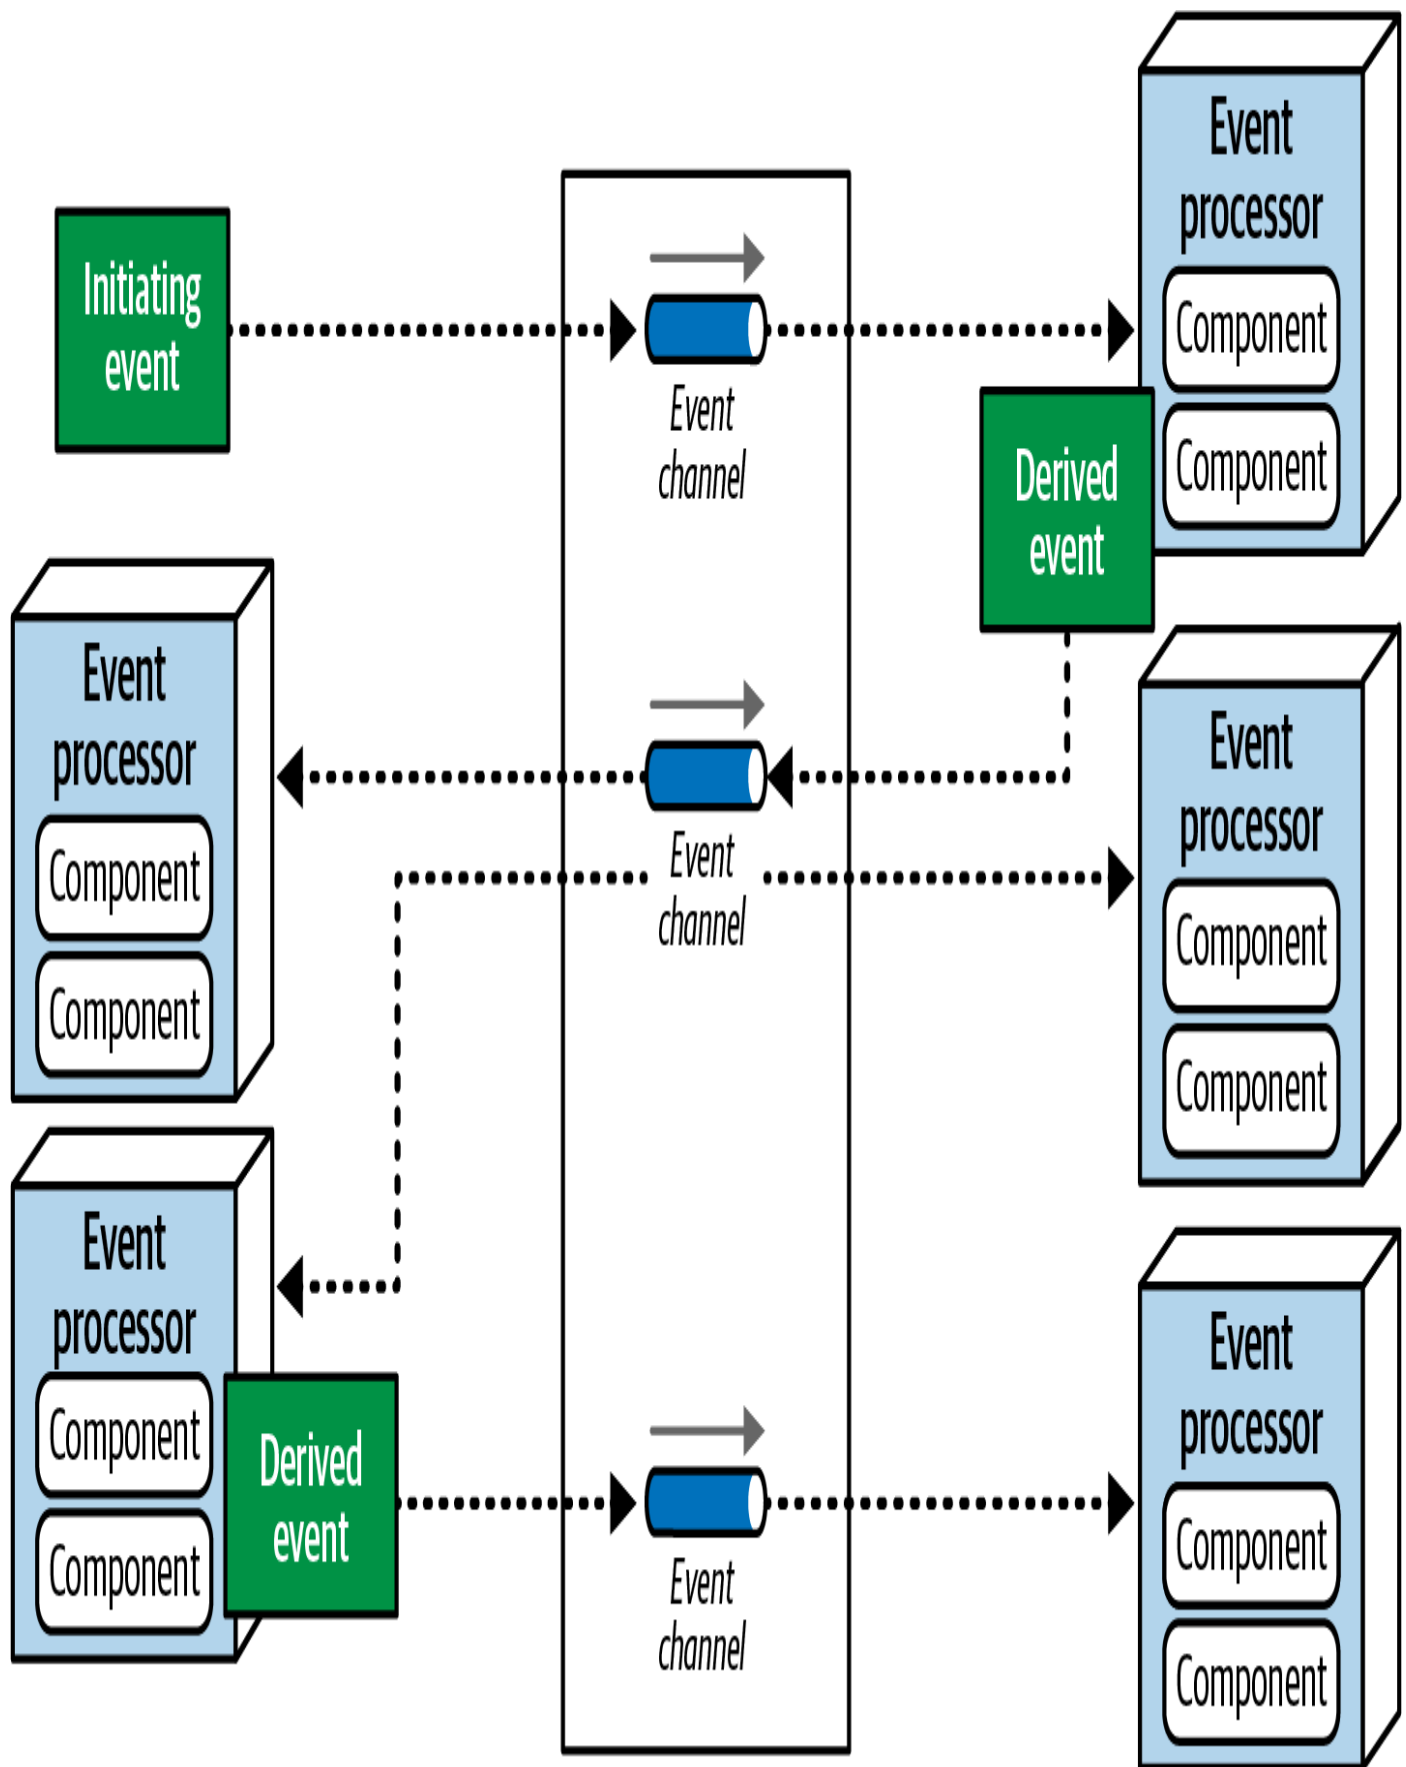 Event
processor
Component
Component
Initiating
event
Event
channel
Derived
event
Event
processor
Component
Component
Event
channel
Event
processor
Component
Component
Event
processor
Component
Component
Derived
event
Event
channel
Event
processor
Component
Component